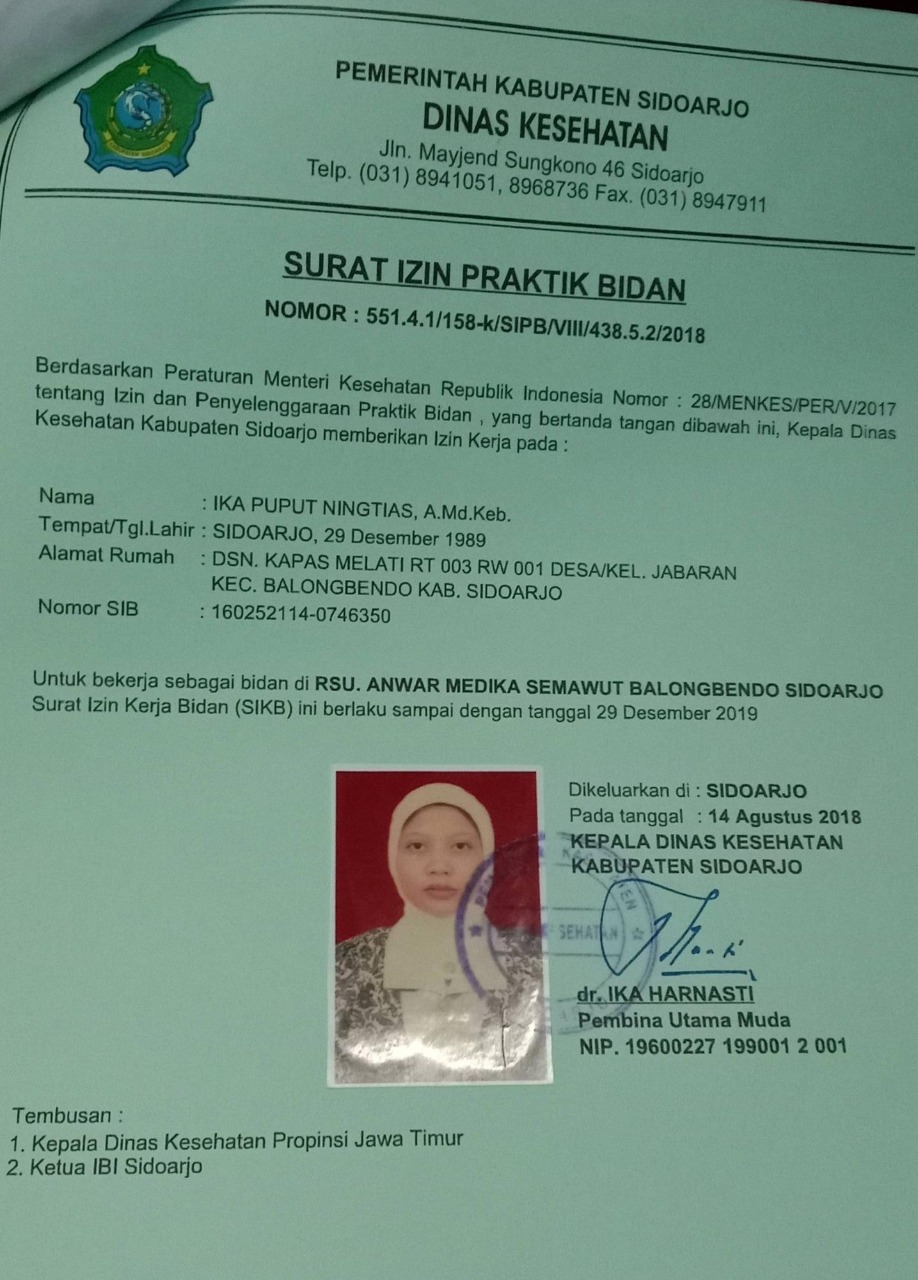 PEMERINTAH KABUPATEN SIDOARJO
DINAS KESEHATAN
Jln. Mayjend Sungkono 46 Sidoarjo
Telp. (031) 8941051, 8968736 Fax. (031) 8947911
SURAT IZIN PRAKTIK BIDAN
NOMOR : 551.4.1/158-k/SIPB/VIII/438.5.2/2018
Berdasarkan Peraturan Menteri Kesehatan Republik Indonesia Nomor : 28/MENKES/PER/V/2017
tentang Izin dan Penyelenggaraan Praktik Bidan , yang bertanda tangan dibawah ini, Kepala Dinas
Kesehatan Kabupaten Sidoarjo memberikan Izin Kerja pada :
Nama : IKA PUPUT NINGTIAS, A.Md.Keb.
Tempat/Tgl.Lahir : SIDOARJO, 29 Desember 1989
Alamat Rumah : DSN. KAPAS MELATI RT 003 RW 001 DESA/KEL. JABARAN
KEC. BALONGBENDO KAB. SIDOARJO
Nomor SIB : 160252114-0746350
Untuk bekerja sebagai bidan di RSU. ANWAR MEDIKA SEMAWUT BALONGBENDO SIDOARJO
Surat Izin Kerja Bidan (SIKB) ini berlaku sampai dengan tanggal 29 Desember 2019
Dikeluarkan di : SIDOARJO
Pada tanggal : 14 Agustus 2018
KEPALA DINAS KESEHATAN
KABUPATEN SIDOARJO
dr. IKA HARNASTI
Pembina Utama Muda
NIP. 19600227 199001 2 001
Tembusan :
1. Kepala Dinas Kesehatan Propinsi Jawa Timur
2. Ketua IBI Sidoarjo